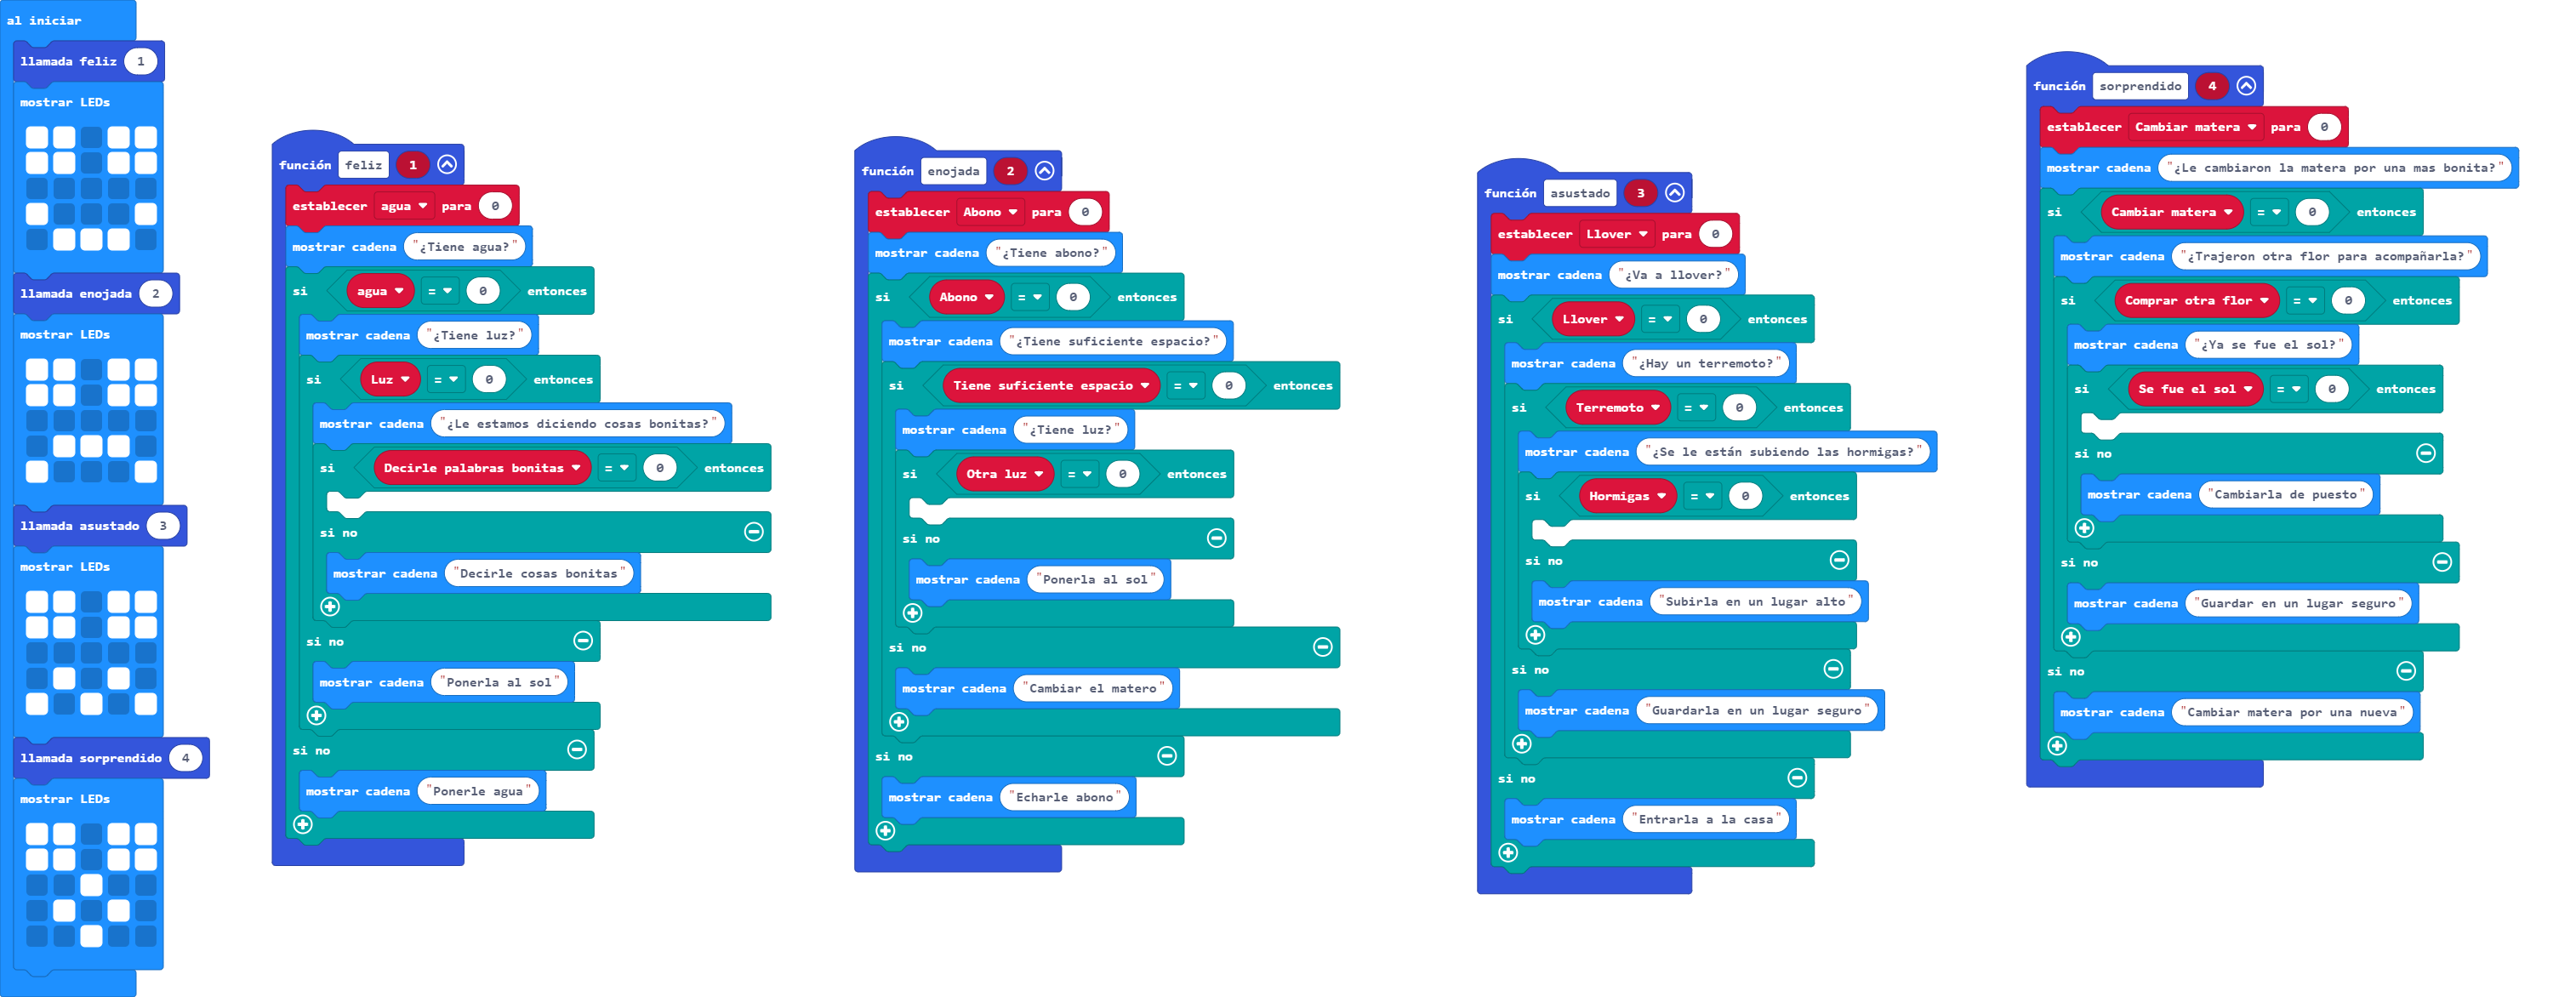 al iniciar
llamada feliz 1
mostrar LEDs
llamada enojada 2
mostrar LEDs
llamada asustado 3
mostrar LEDs
llamada sorprendido 4
mostrar LEDs
función feliz 1
establecer agua para 0
mostrar cadena "¿Tiene agua?"
si agua = 0 entonces
mostrar cadena "¿Tiene luz?"
si Luz = 0 entonces
mostrar cadena "¿Le estamos diciendo cosas bonitas?"
si Decirle palabras bonitas = 0 entonces
si no
mostrar cadena "Decirle cosas bonitas"
si no
mostrar cadena "Ponerla al sol"
si no
mostrar cadena "Ponerle agua"
función enojada 2
establecer Abono para 0
mostrar cadena "¿Tiene abono?"
si Abono = 0 entonces
mostrar cadena "¿Tiene suficiente espacio?"
si Tiene suficiente espacio = 0 entonces
mostrar cadena "¿Tiene luz?"
si Otra luz = 0 entonces
si no
mostrar cadena "Ponerla al sol"
si no
mostrar cadena "Cambiar el matero"
si no
mostrar cadena "Echarle abono"
función asustado 3
establecer Llover para 0
mostrar cadena "¿Va a llover?"
si Llover = 0 entonces
mostrar cadena "¿Hay un terremoto?"
si Terremoto = 0 entonces
mostrar cadena "¿Se le están subiendo las hormigas?"
si Hormigas = 0 entonces
si no
mostrar cadena "Subirla en un lugar alto"
si no
mostrar cadena "Guardarla en un lugar seguro"
si no
mostrar cadena "Entrarla a la casa"
función sorprendido 4
establecer Cambiar matera para 0
mostrar cadena "¿Le cambiaron la matera por una mas bonita?"
si Cambiar matera = 0 entonces
mostrar cadena "¿Trajeron otra flor para acompañarla?"
si Comprar otra flor = 0 entonces
mostrar cadena "¿Ya se fue el sol?"
si Se fue el sol = 0 entonces
si no
mostrar cadena "Cambiarla de puesto"
si no
mostrar cadena "Guardar en un lugar seguro"
si no
mostrar cadena "Cambiar matera por una nueva"